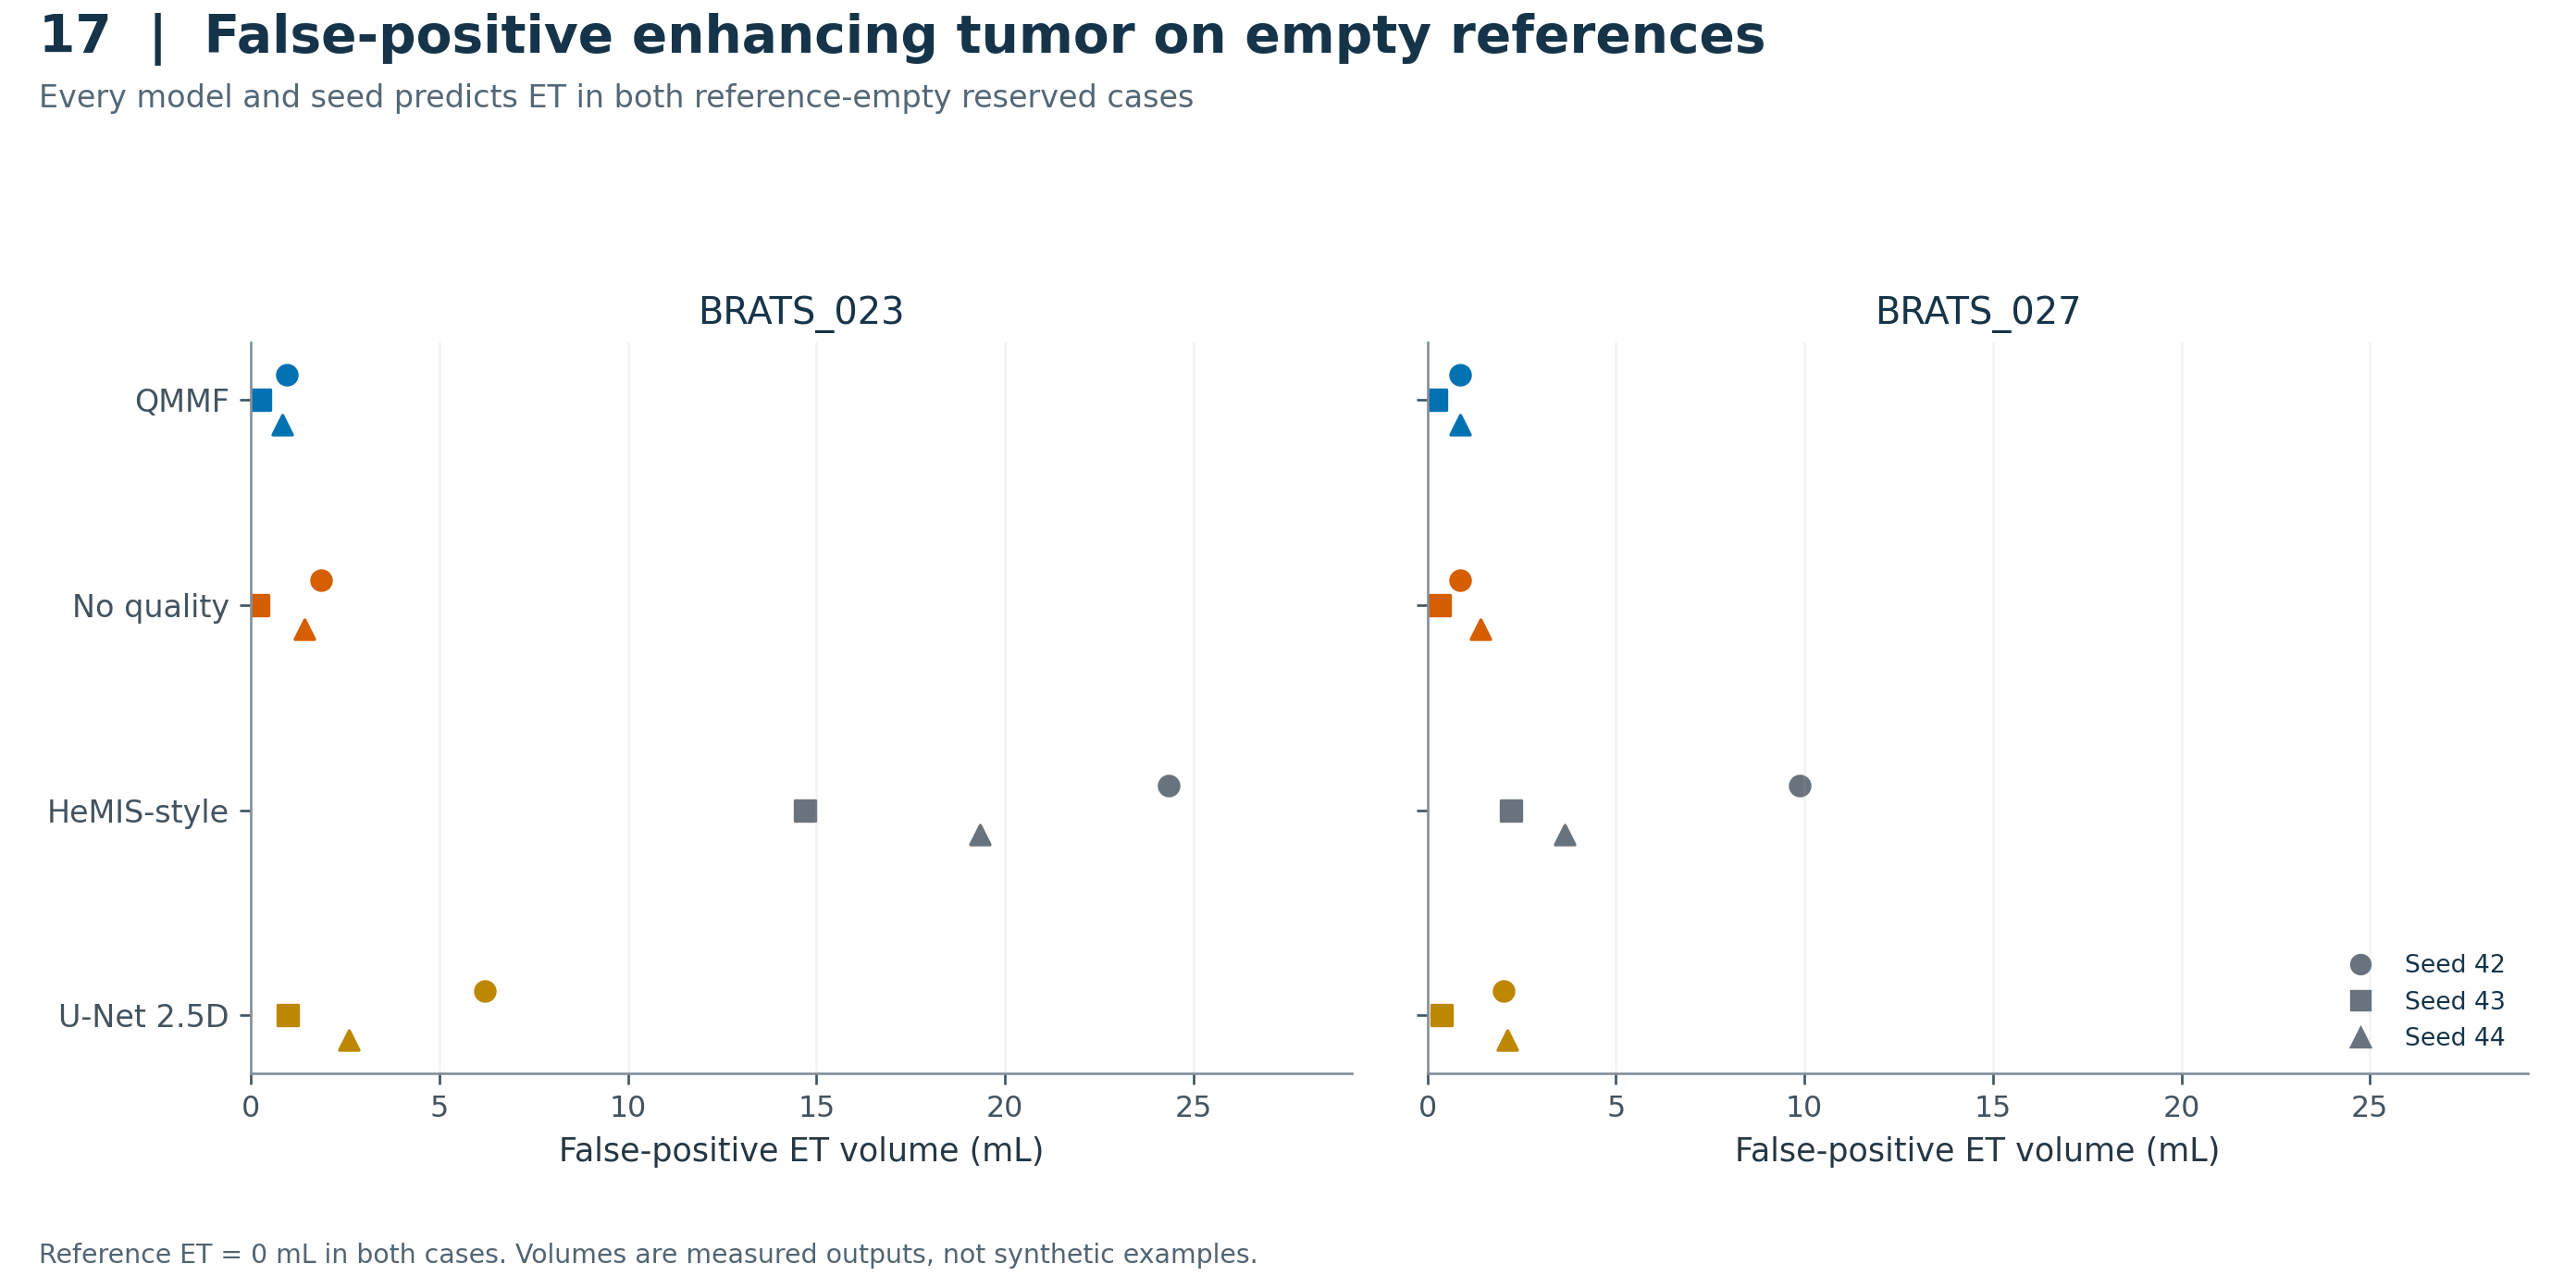 17 | False-positive enhancing tumor on empty references
Every model and seed predicts ET in both reference-empty reserved cases
BRATS_023
BRATS_027
QMMF
No quality
HeMIS-style
U-Net 2.5D
Seed 42
Seed 43
Seed 44
0 5 10 15 20 25
0 5 10 15 20 25
False-positive ET volume (mL)
False-positive ET volume (mL)
Reference ET = 0 mL in both cases. Volumes are measured outputs, not synthetic examples.